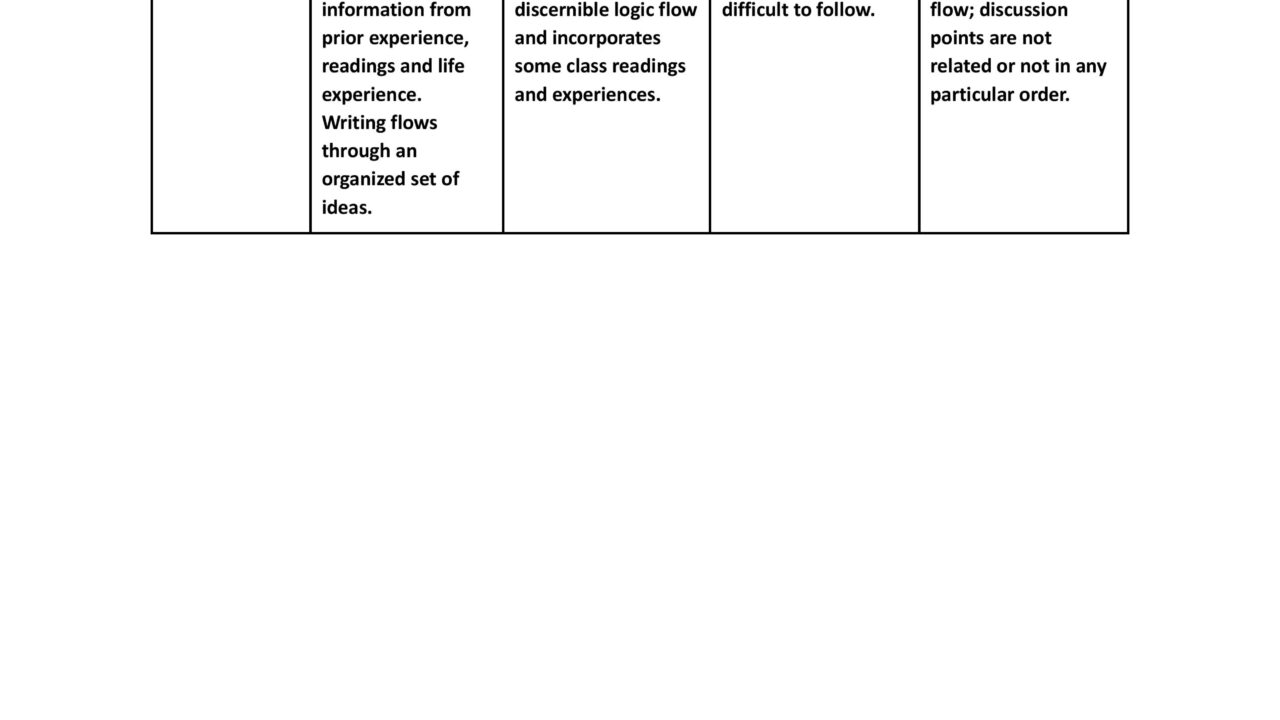 information from
prior experience,
readings and life
experience.
Writing flows
through an
organized set of
ideas.
discernible logic flow
and incorporates
some class readings
and experiences.
difficult to follow.
flow; discussion
points are not
related or not in any
particular order.